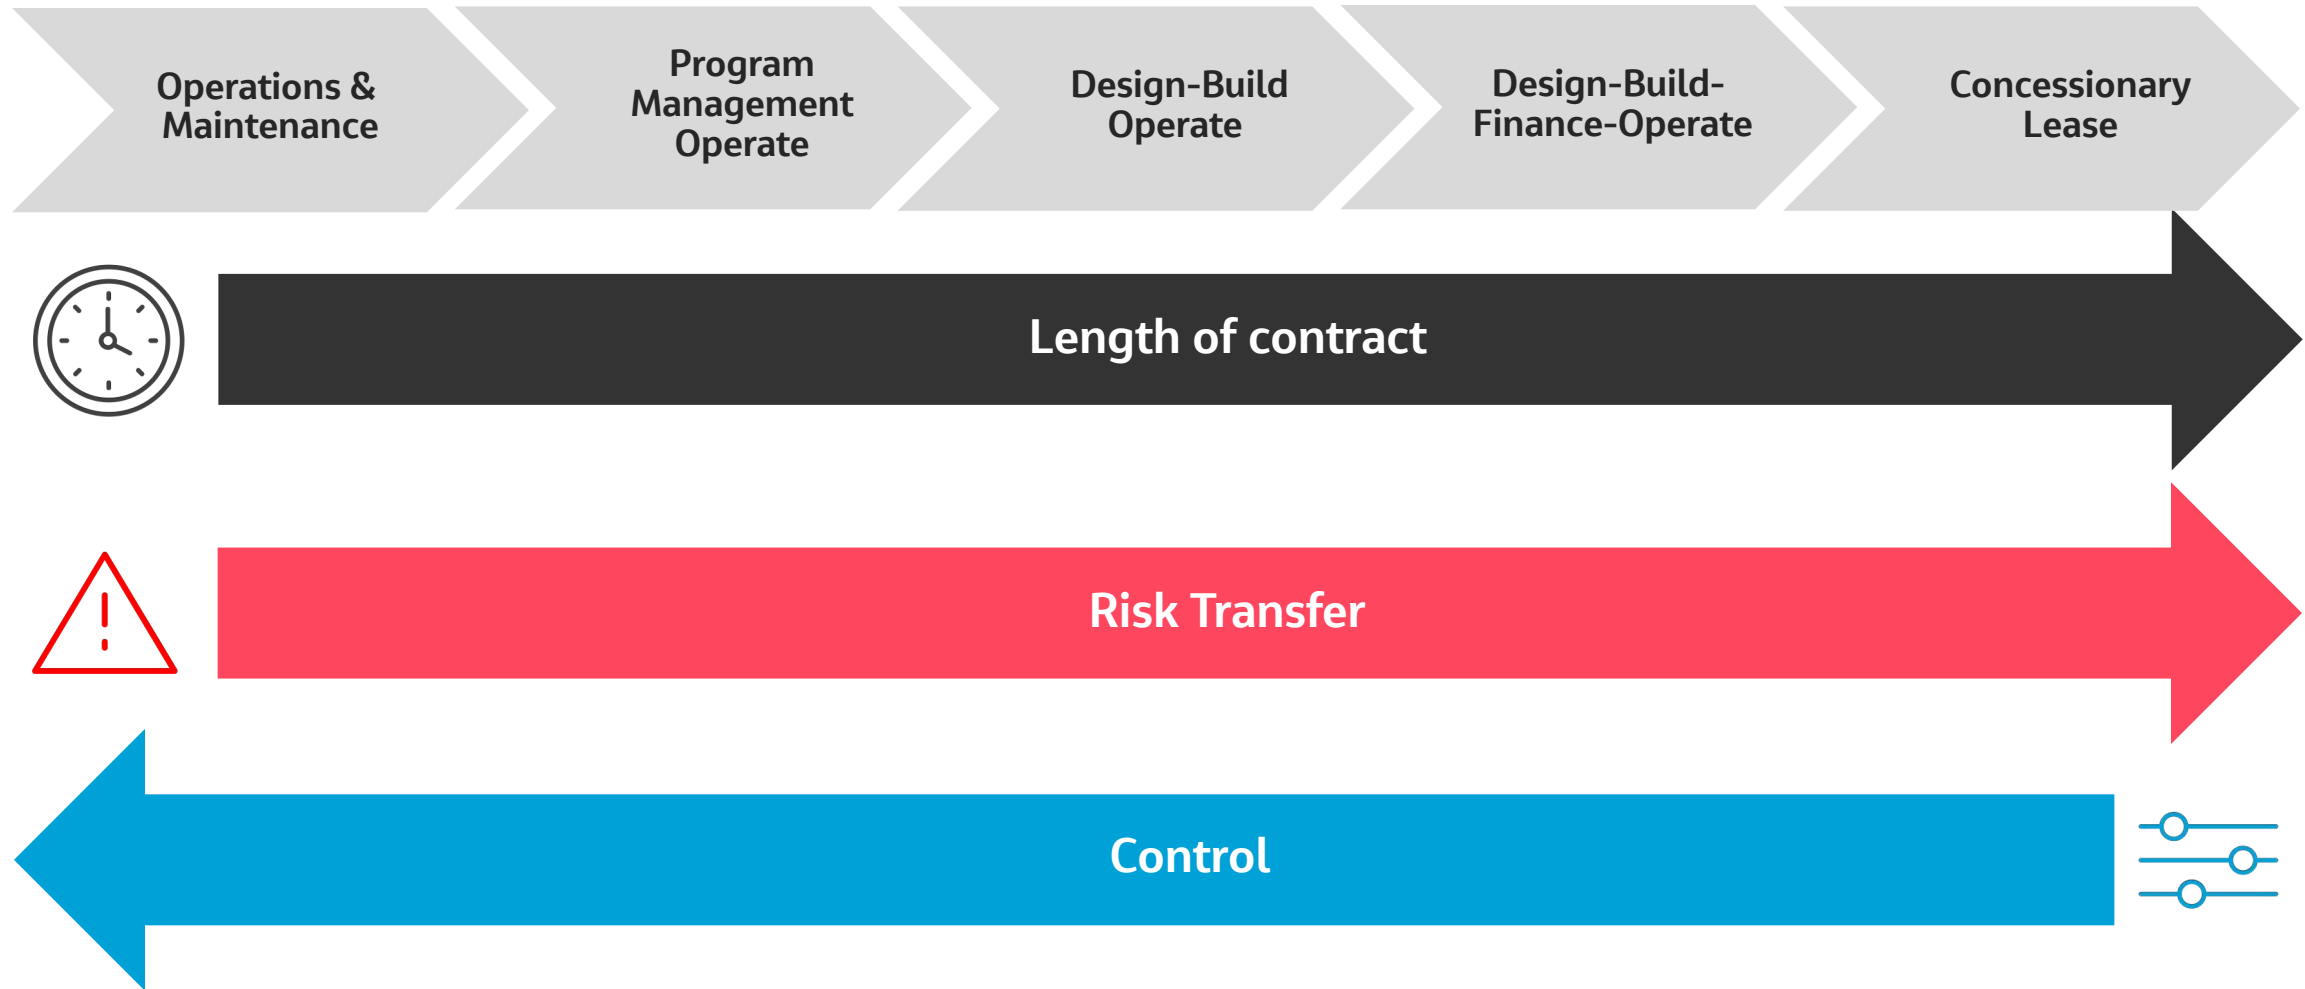 Operations &
Maintenance
Program
Management
Operate
Design-Build
Operate
Design-Build-
Finance-Operate
Concessionary
Lease
Length of contract
Risk Transfer
Control